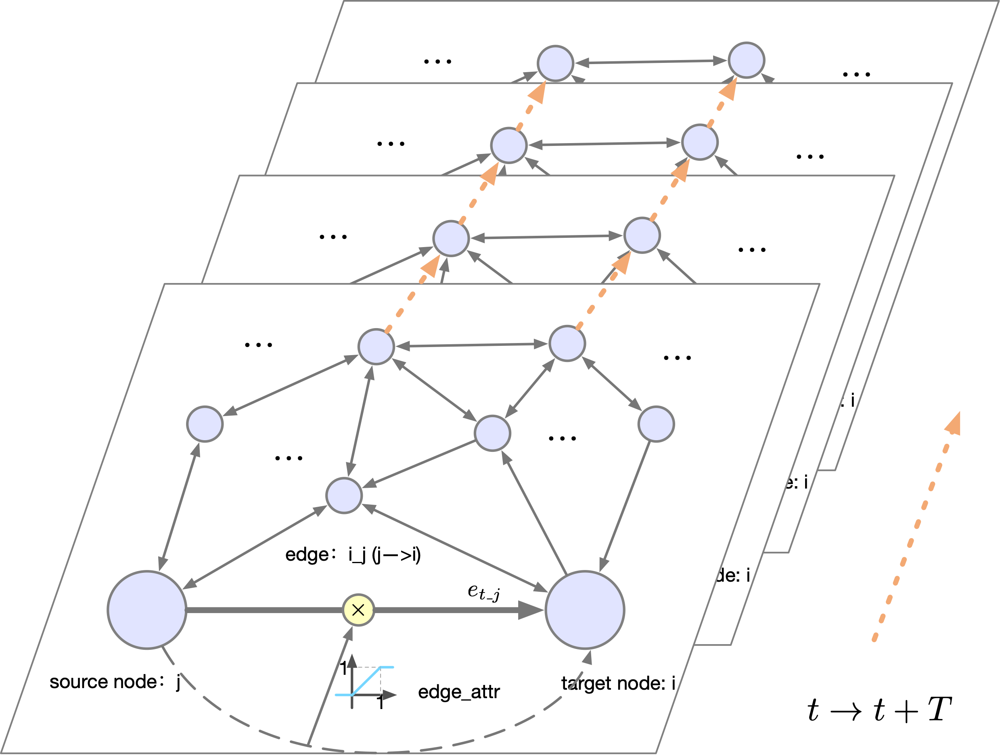 : i
e: i
de: i
edge: i_j (j—>i)
e_{t_j}
×
source node: j
1
1
edge_attr
target node: i
t → t + T